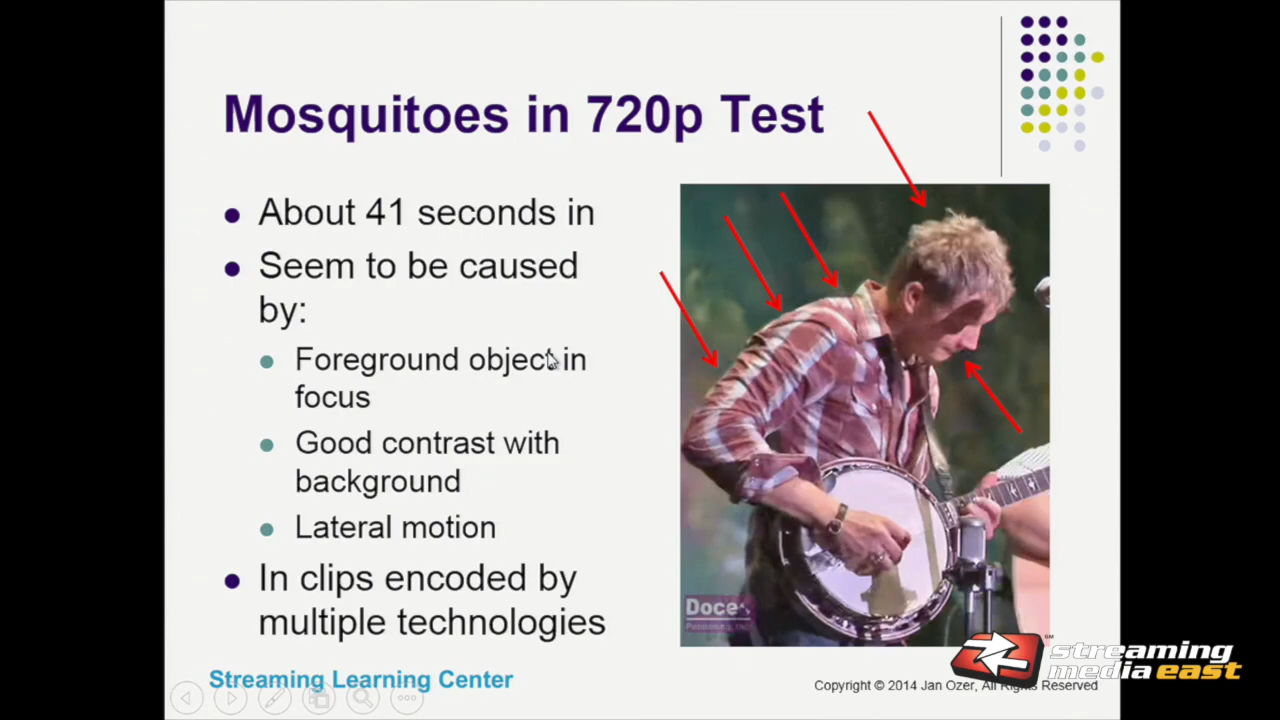 Mosquitoes in 720p Test
About 41 seconds in
Seem to be caused
by:
Foreground object in
focus
Good contrast with
background
Lateral motion
In clips encoded by
multiple technologies
Doce
Streaming Learning Center
Copyright © 2014 Jan Ozer, All Rights Reserved
streaming
media east
SM